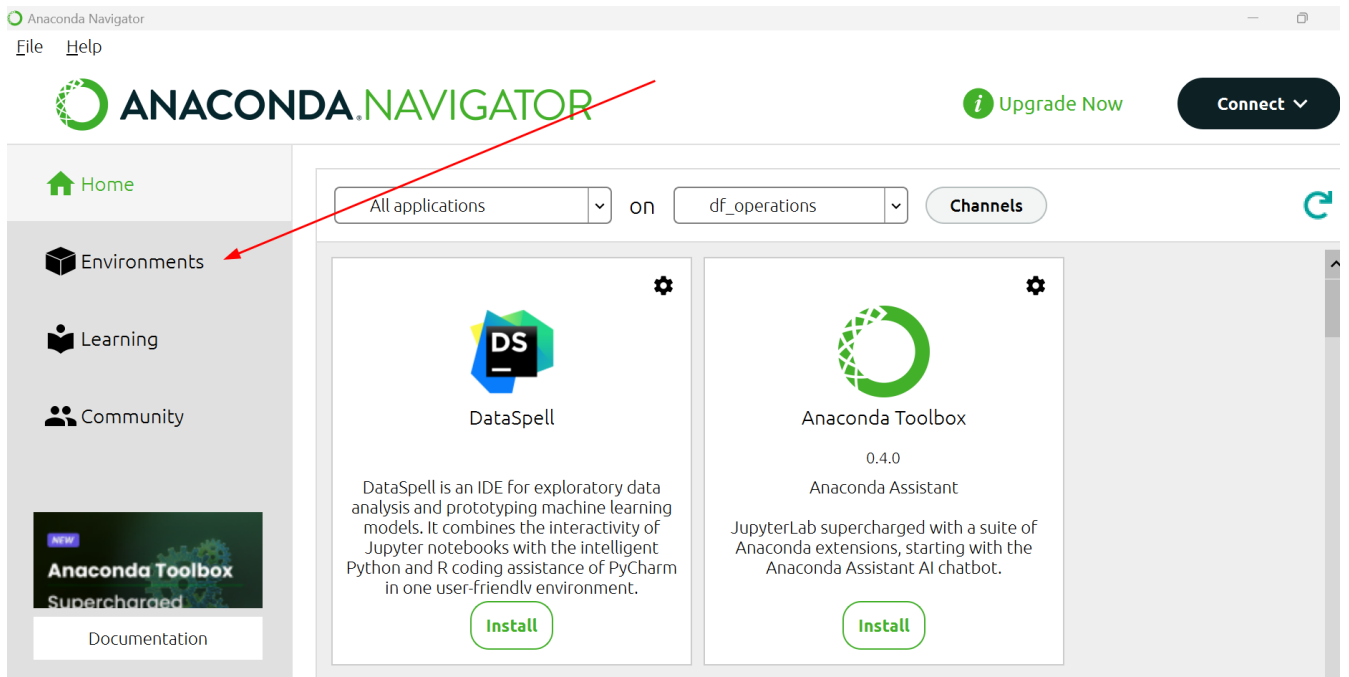 Anaconda Navigator
File Help
ANACONDA.NAVIGATOR
i Upgrade Now
Connect
Home
All applications on df_operations Channels
Environments
Learning
Community
NEW
Anaconda Toolbox
Supercharged
Documentation
DS
DataSpell
DataSpell is an IDE for exploratory data
analysis and prototyping machine learning
models. It combines the interactivity of
Jupyter notebooks with the intelligent
Python and R coding assistance of PyCharm
in one user-friendly environment.
Install
Anaconda Toolbox
0.4.0
Anaconda Assistant
JupyterLab supercharged with a suite of
Anaconda extensions, starting with the
Anaconda Assistant AI chatbot.
Install